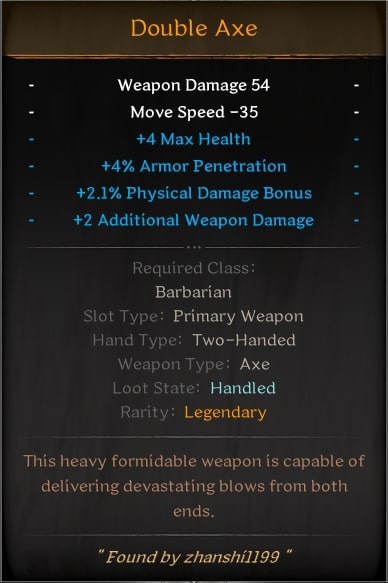 Double Axe
- Weapon Damage 54 -
- Move Speed -35 -
- +4 Max Health -
- +4% Armor Penetration -
- +2.1% Physical Damage Bonus -
- +2 Additional Weapon Damage -
Required Class:
Barbarian
Slot Type: Primary Weapon
Hand Type: Two-Handed
Weapon Type: Axe
Loot State: Handled
Rarity: Legendary
This heavy formidable weapon is capable of
delivering devastating blows from both
ends.
"Found by zhanshi1199"